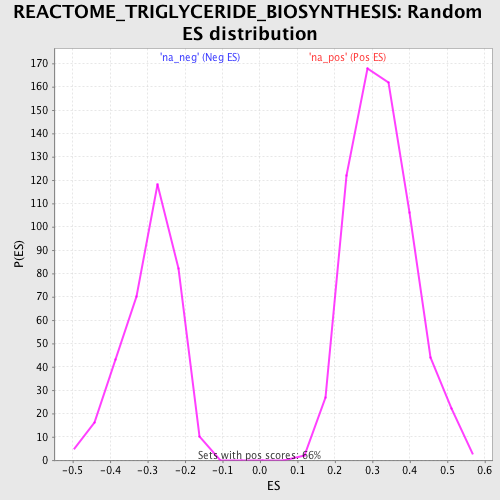 REACTOME_TRIGLYCERIDE_BIOSYNTHESIS: Random
ES distribution
'na_neg' (Neg ES)
'na_pos' (Pos ES)
170
160
150
140
130
120
110
100
90
80
70
60
50
40
30
20
10
0
P(ES)
Sets with pos scores: 66%
-0.5 -0.4 -0.3 -0.2 -0.1 0.0 0.1 0.2 0.3 0.4 0.5 0.6
ES